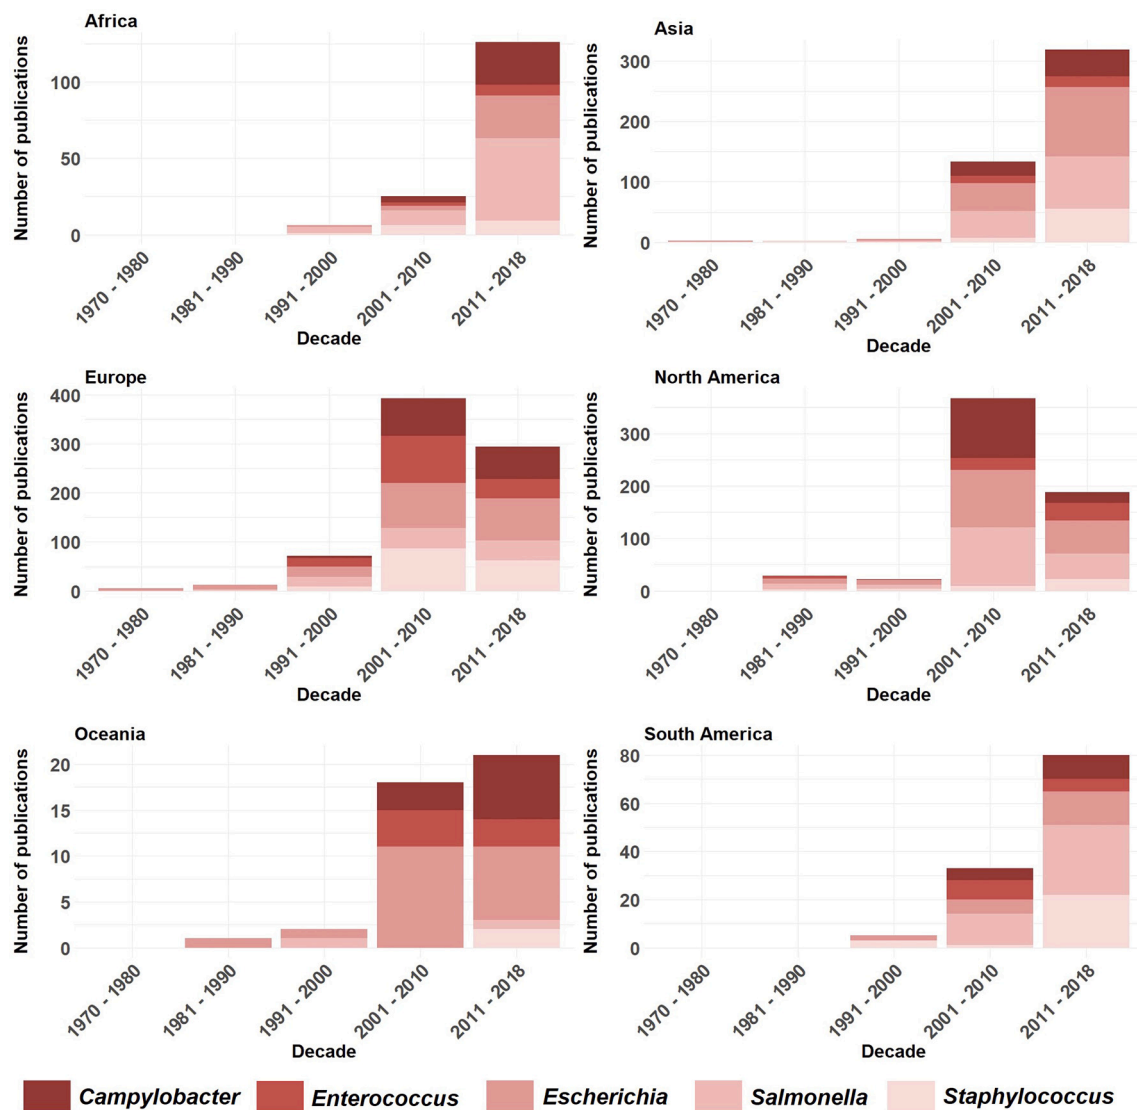 Africa
Number of publications
100
50
0
1970 - 1980
1981 - 1990
1991 - 2000
2001 - 2010
2011 - 2018
Decade
Asia
Number of publications
300
200
100
0
1970 - 1980
1981 - 1990
1991 - 2000
2001 - 2010
2011 - 2018
Decade
Europe
Number of publications
400
300
200
100
0
1970 - 1980
1981 - 1990
1991 - 2000
2001 - 2010
2011 - 2018
Decade
North America
Number of publications
300
200
100
0
1970 - 1980
1981 - 1990
1991 - 2000
2001 - 2010
2011 - 2018
Decade
Oceania
Number of publications
20
15
10
5
0
1970 - 1980
1981 - 1990
1991 - 2000
2001 - 2010
2011 - 2018
Decade
South America
Number of publications
80
60
40
20
0
1970 - 1980
1981 - 1990
1991 - 2000
2001 - 2010
2011 - 2018
Decade
Campylobacter Enterococcus Escherichia Salmonella Staphylococcus